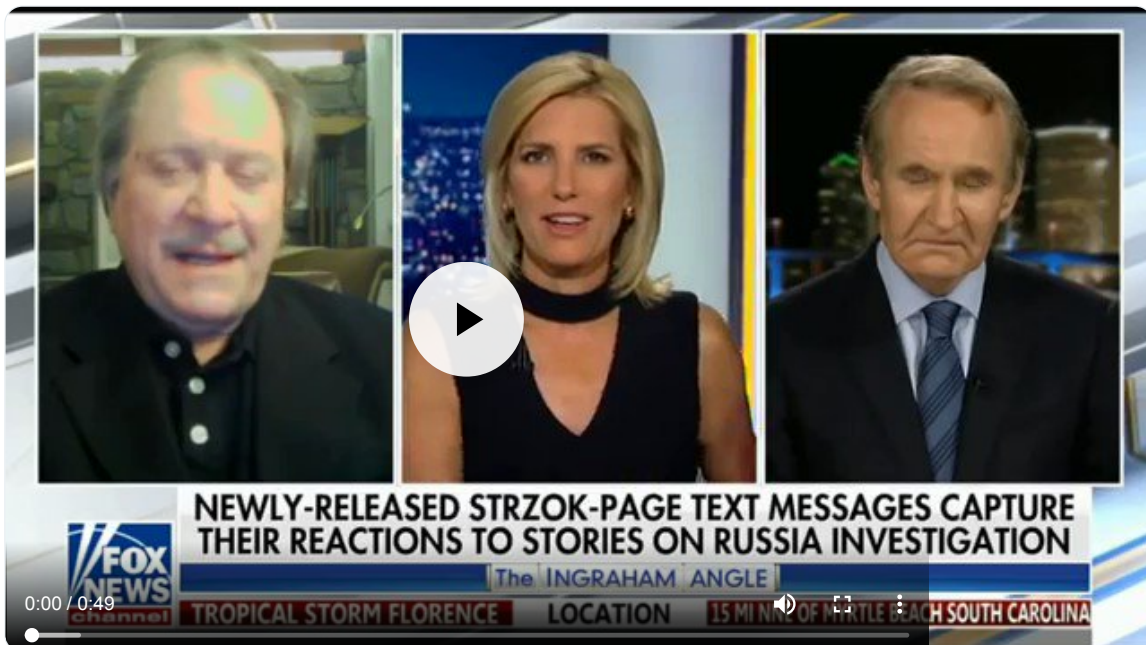 NEWLY-RELEASED STRZOK-PAGE TEXT MESSAGES CAPTURE
THEIR REACTIONS TO STORIES ON RUSSIA INVESTIGATION
The INGRAHAM ANGLE
FOX
NEWS
channel
0:00 / 0:49
TROPICAL STORM FLORENCE LOCATION 15 MI NNE OF MYRTLE BEACH SOUTH CAROLINA